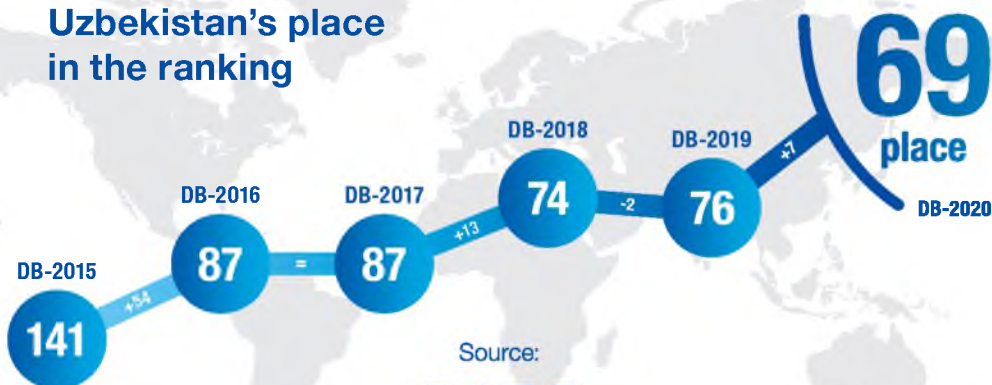 Uzbekistan's place
in the ranking
69
place
DB-2020
DB-2015
141
+54
DB-2016
87
=
DB-2017
87
+13
DB-2018
74
-2
DB-2019
76
+7
Source: